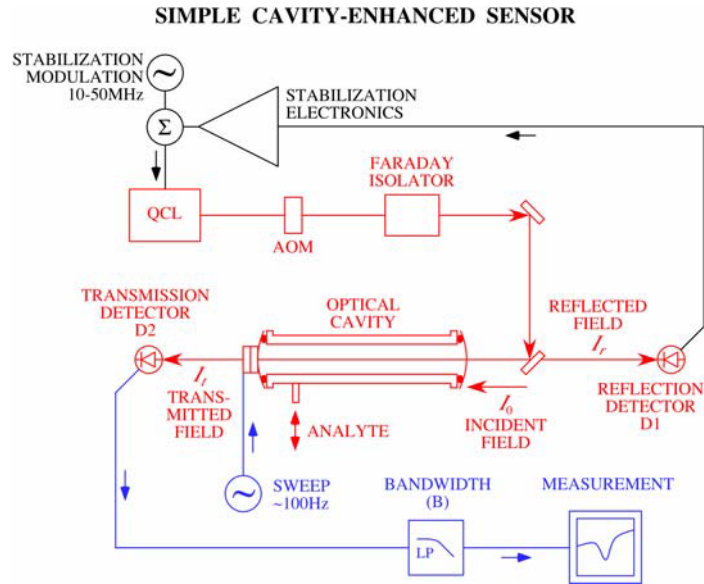 SIMPLE CAVITY-ENHANCED SENSOR
STABILIZATION
MODULATION
10-50MHz
~
Σ
STABILIZATION
ELECTRONICS
QCL
AOM
FARADAY
ISOLATOR
TRANSMISSION
DETECTOR
D2
OPTICAL
CAVITY
REFLECTED
FIELD
I_r
I_t
TRANS-
MITTED
FIELD
ANALYTE
I_0
INCIDENT
FIELD
REFLECTION
DETECTOR
D1
~
SWEEP
~100Hz
BANDWIDTH
(B)
LP
MEASUREMENT